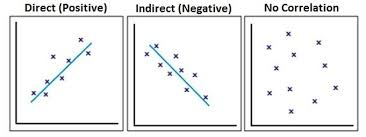 Direct (Positive)
Indirect (Negative)
No Correlation